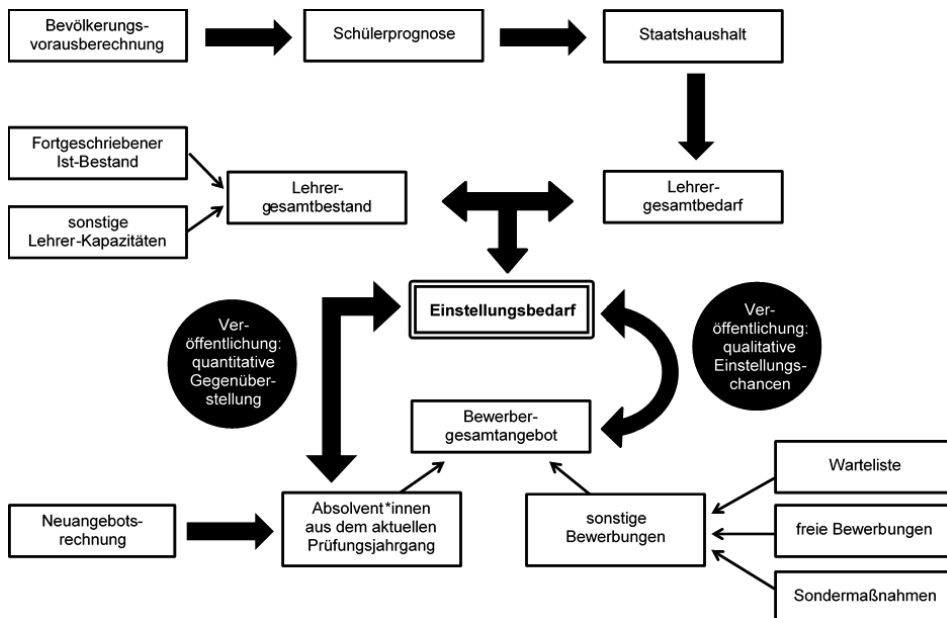 Bevölkerungs-
vorausberechnung
Schülerprognose
Staatshaushalt
Fortgeschriebener
Ist-Bestand
sonstige
Lehrer-Kapazitäten
Lehrer-
gesamtbestand
Lehrer-
gesamtbedarf
Einstellungsbedarf
Ver-
öffentlichung:
quantitative
Gegenüber-
stellung
Ver-
öffentlichung:
qualitative
Einstellungs-
chancen
Bewerber-
gesamtangebot
Neuangebots-
rechnung
Absolvent*innen
aus dem aktuellen
Prüfungsjahrgang
sonstige
Bewerbungen
Warteliste
freie Bewerbungen
Sondermaßnahmen